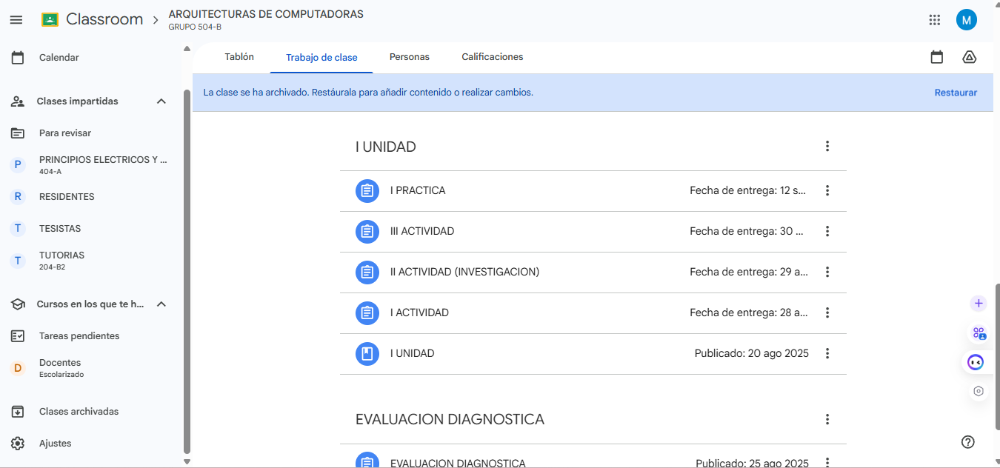 Classroom
ARQUITECTURAS DE COMPUTADORAS
GRUPO 504-B
M
Calendar
Clases impartidas
Para revisar
P
PRINCIPIOS ELECTRICOS Y ...
404-A
R
RESIDENTES
T
TESISTAS
T
TUTORIAS
204-B2
Cursos en los que te h...
Tareas pendientes
D
Docentes
Escolarizado
Clases archivadas
Ajustes
Tablón
Trabajo de clase
Personas
Calificaciones
La clase se ha archivado. Restáurala para añadir contenido o realizar cambios.
Restaurar
I UNIDAD
I PRACTICA
Fecha de entrega: 12 s...
III ACTIVIDAD
Fecha de entrega: 30 ...
II ACTIVIDAD (INVESTIGACION)
Fecha de entrega: 29 a...
I ACTIVIDAD
Fecha de entrega: 28 a...
I UNIDAD
Publicado: 20 ago 2025
EVALUACION DIAGNOSTICA
EVALUACION DIAGNOSTICA
Publicado: 25 ago 2025